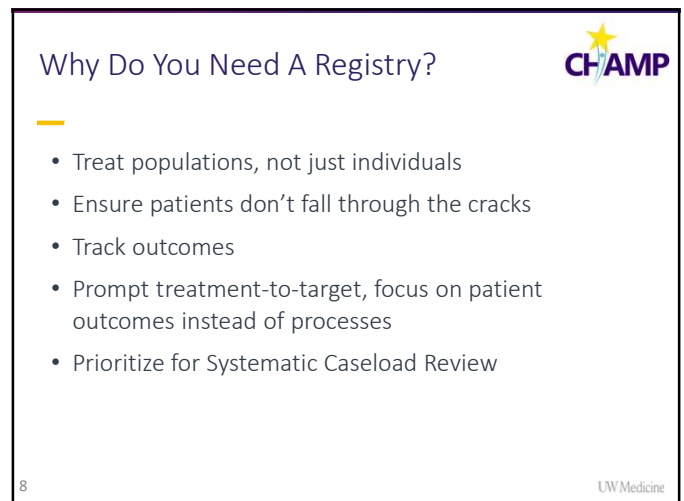 Why Do You Need A Registry?
CHAMP
• Treat populations, not just individuals
• Ensure patients don’t fall through the cracks
• Track outcomes
• Prompt treatment-to-target, focus on patient
outcomes instead of processes
• Prioritize for Systematic Caseload Review
8
UW Medicine